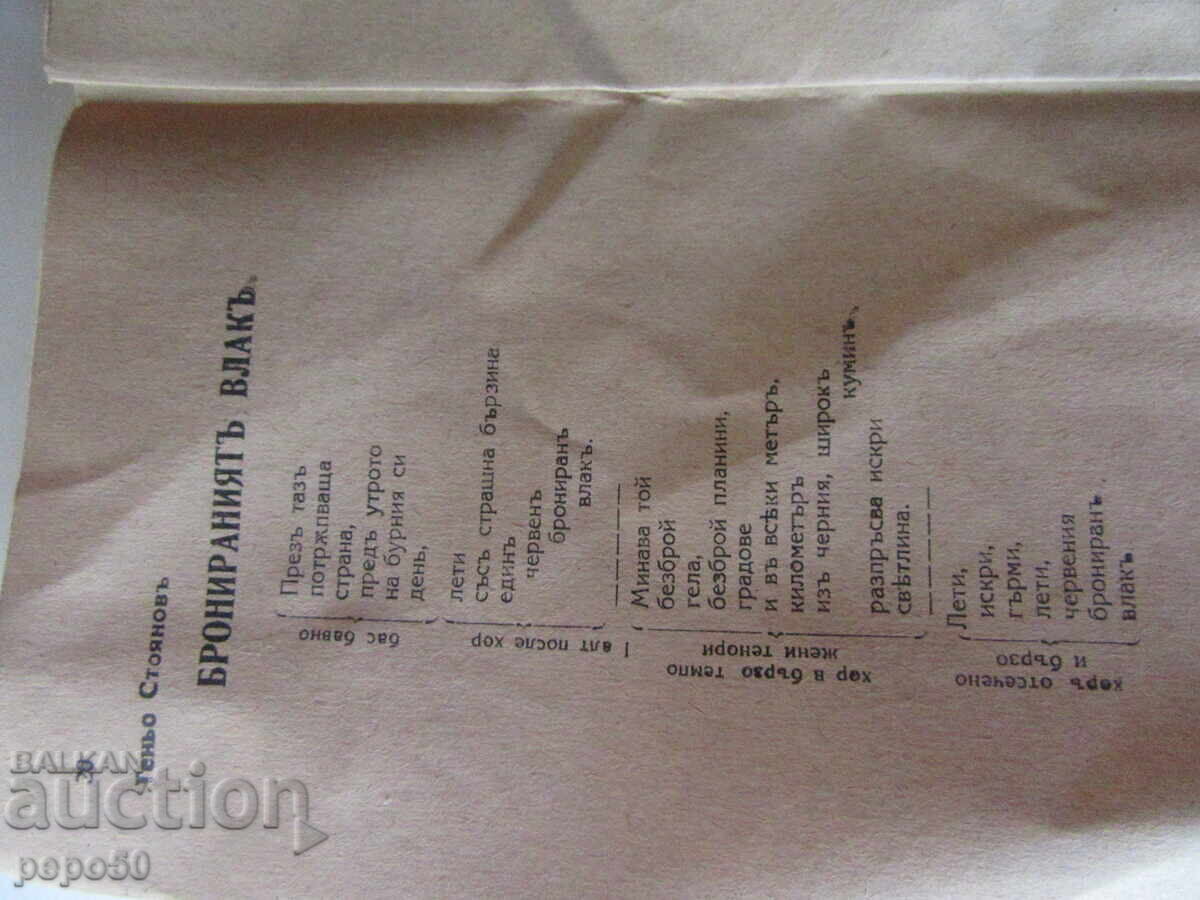 30
теньо Стояновъ
БРОНИРАНИЯТЪ ВЛАКЪ
бас бавно
Презъ тазъ
потрѫпваща
страна,
предъ утрото
на бурния си
день,
I алт после хор
лети
съсъ страшна бързина
единъ
червенъ
брониранъ
влакъ.
хор в бързо темпо
жени тенори
Минава той
безброй
гела,
безброй планини,
градове
и въ всѣки метъръ,
километъръ
изъ черния, широкъ
куминъ,
разпръсва искри
свѣтлина.
хоръ отсечено
и бързо
Лети,
искри,
гърми,
лети,
червения
брониранъ
влакъ
BALKAN
auction
pepo50